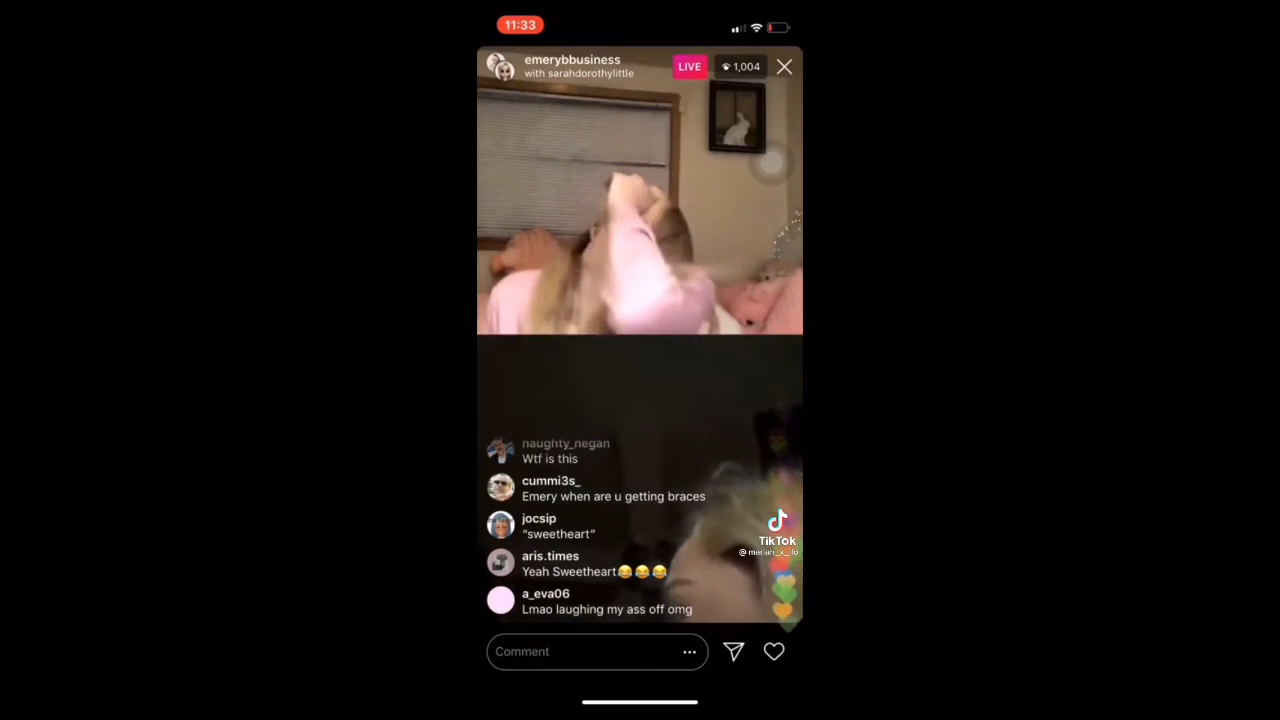 11:33
emerybbusiness
with sarahdorothylittle
LIVE
1,004
naughty_negan
Wtf is this
cummi3s_
Emery when are u getting braces
jocsip
“sweetheart”
aris.times
Yeah Sweetheart😂😂😂
a_eva06
Lmao laughing my ass off omg
TikTok
Comment